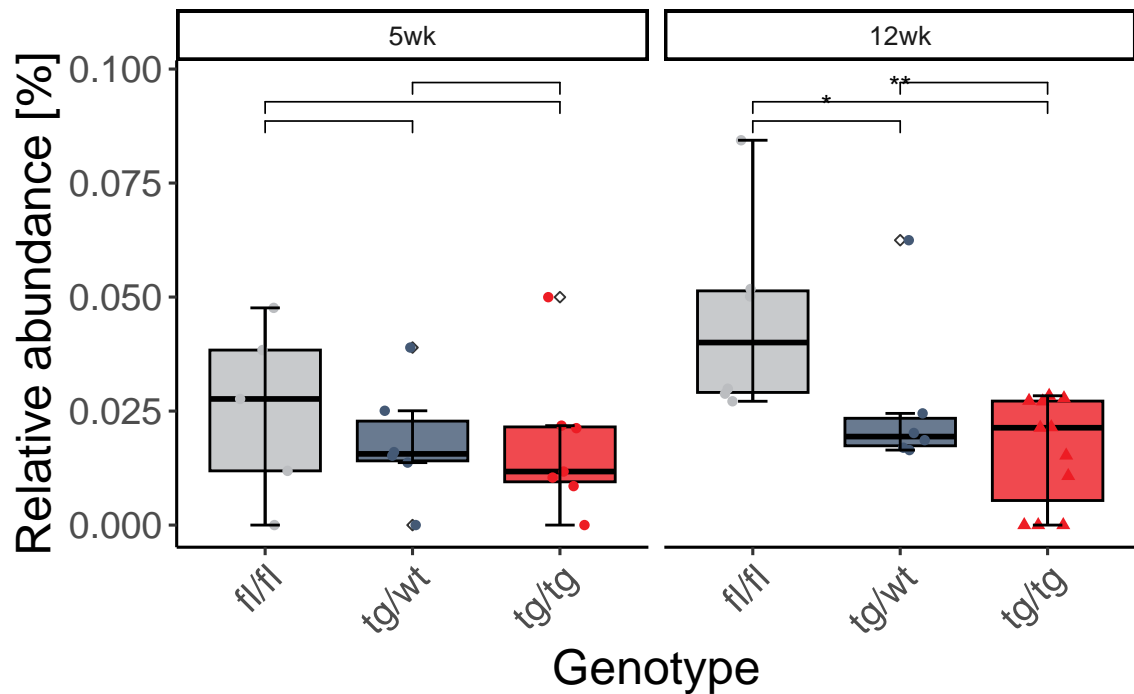 5wk 12wk
Relative abundance [%]
0.100
0.075
0.050
0.025
0.000
**
*
fl/fl tg/wt tg/tg fl/fl tg/wt tg/tg
Genotype